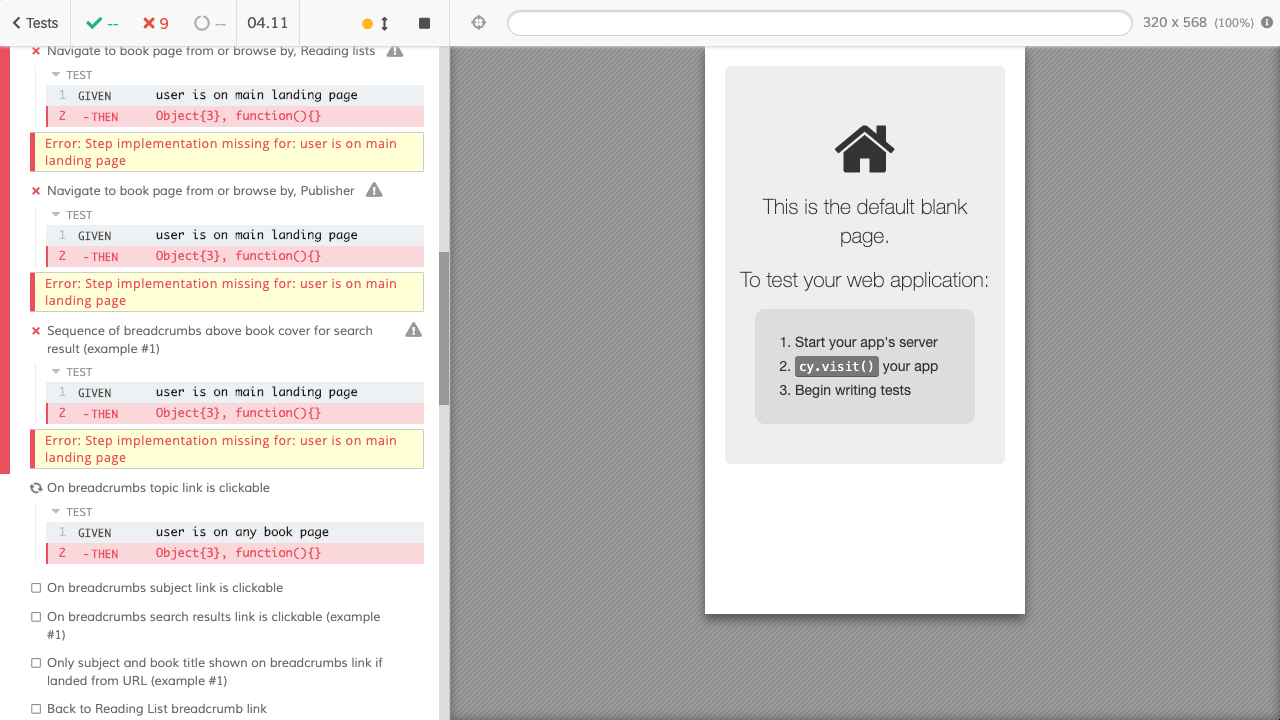 Tests
--
9
--
04.11
320 x 568 (100%)
Navigate to book page from or browse by, Reading lists
TEST
1 GIVEN user is on main landing page
2 -THEN Object{3}, function(){}
Error: Step implementation missing for: user is on main
landing page
Navigate to book page from or browse by, Publisher
TEST
1 GIVEN user is on main landing page
2 -THEN Object{3}, function(){}
Error: Step implementation missing for: user is on main
landing page
Sequence of breadcrumbs above book cover for search
result (example #1)
TEST
1 GIVEN user is on main landing page
2 -THEN Object{3}, function(){}
Error: Step implementation missing for: user is on main
landing page
On breadcrumbs topic link is clickable
TEST
1 GIVEN user is on any book page
2 -THEN Object{3}, function(){}
On breadcrumbs subject link is clickable
On breadcrumbs search results link is clickable (example
#1)
Only subject and book title shown on breadcrumbs link if
landed from URL (example #1)
Back to Reading List breadcrumb link
This is the default blank
page.
To test your web application:
1. Start your app's server
2. cy.visit() your app
3. Begin writing tests